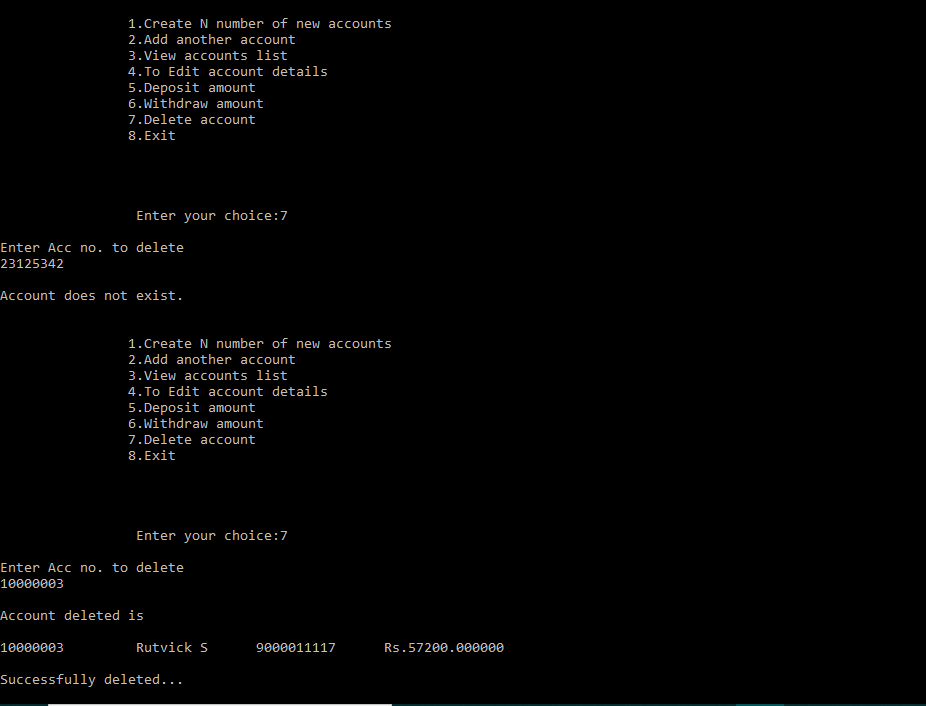 1.Create N number of new accounts
2.Add another account
3.View accounts list
4.To Edit account details
5.Deposit amount
6.Withdraw amount
7.Delete account
8.Exit
Enter your choice:7
Enter Acc no. to delete
23125342
Account does not exist.
1.Create N number of new accounts
2.Add another account
3.View accounts list
4.To Edit account details
5.Deposit amount
6.Withdraw amount
7.Delete account
8.Exit
Enter your choice:7
Enter Acc no. to delete
10000003
Account deleted is
10000003 Rutvick S 9000011117 Rs.57200.000000
Successfully deleted...